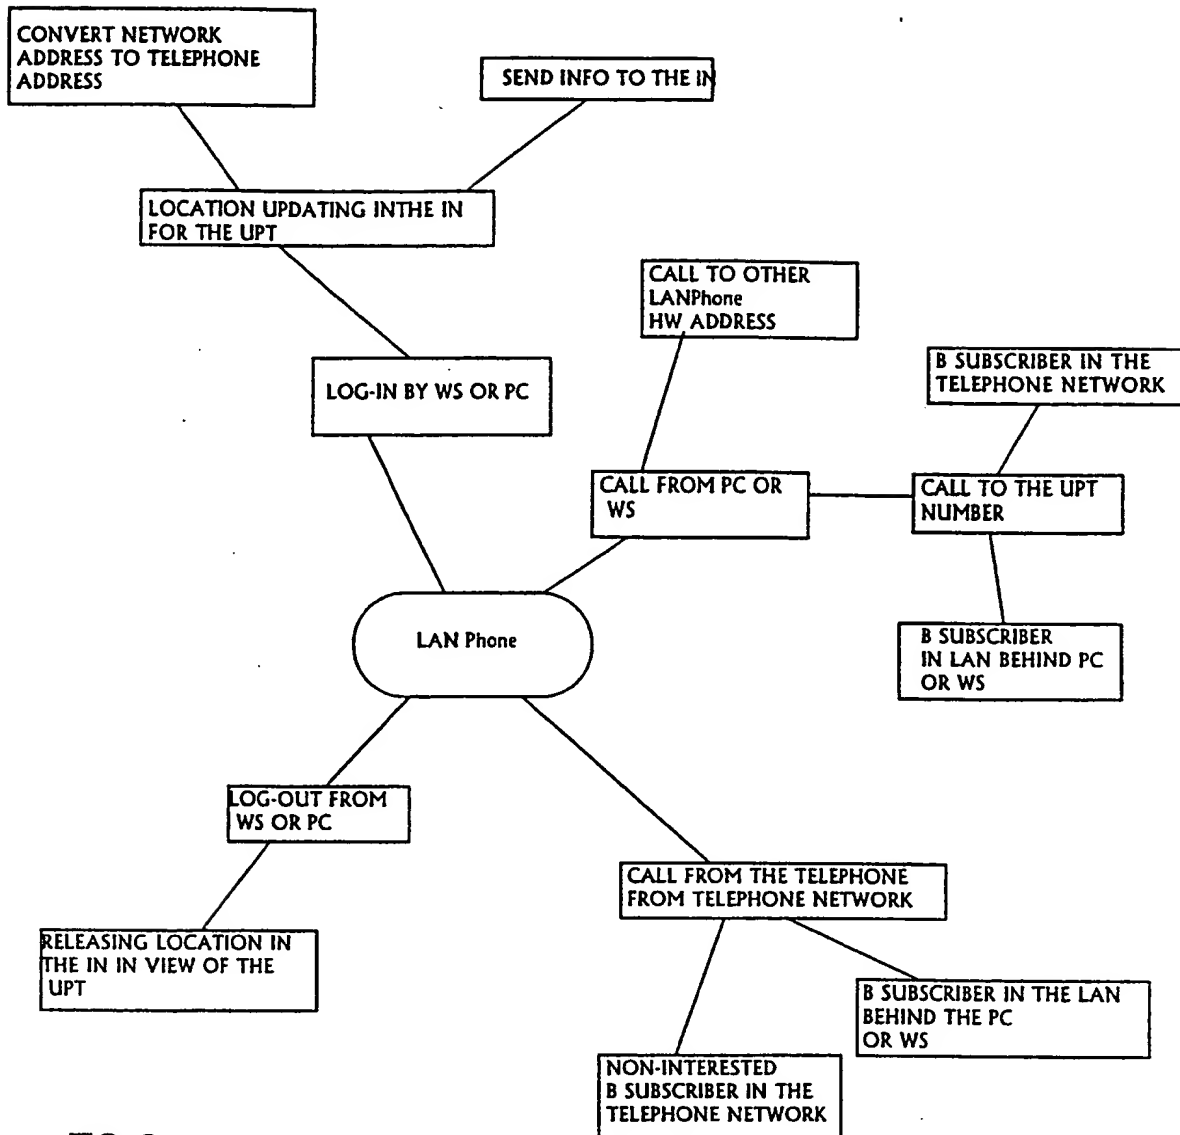 CONVERT NETWORK
ADDRESS TO TELEPHONE
ADDRESS
SEND INFO TO THE IN
LOCATION UPDATING INTHE IN
FOR THE UPT
CALL TO OTHER
LANPhone
HW ADDRESS
B SUBSCRIBER IN THE
TELEPHONE NETWORK
LOG-IN BY WS OR PC
CALL FROM PC OR
WS
CALL TO THE UPT
NUMBER
B SUBSCRIBER
IN LAN BEHIND PC
OR WS
LAN Phone
LOG-OUT FROM
WS OR PC
CALL FROM THE TELEPHONE
FROM TELEPHONE NETWORK
RELEASING LOCATION IN
THE IN IN VIEW OF THE
UPT
B SUBSCRIBER IN THE LAN
BEHIND THE PC
OR WS
NON-INTERESTED
B SUBSCRIBER IN THE
TELEPHONE NETWORK